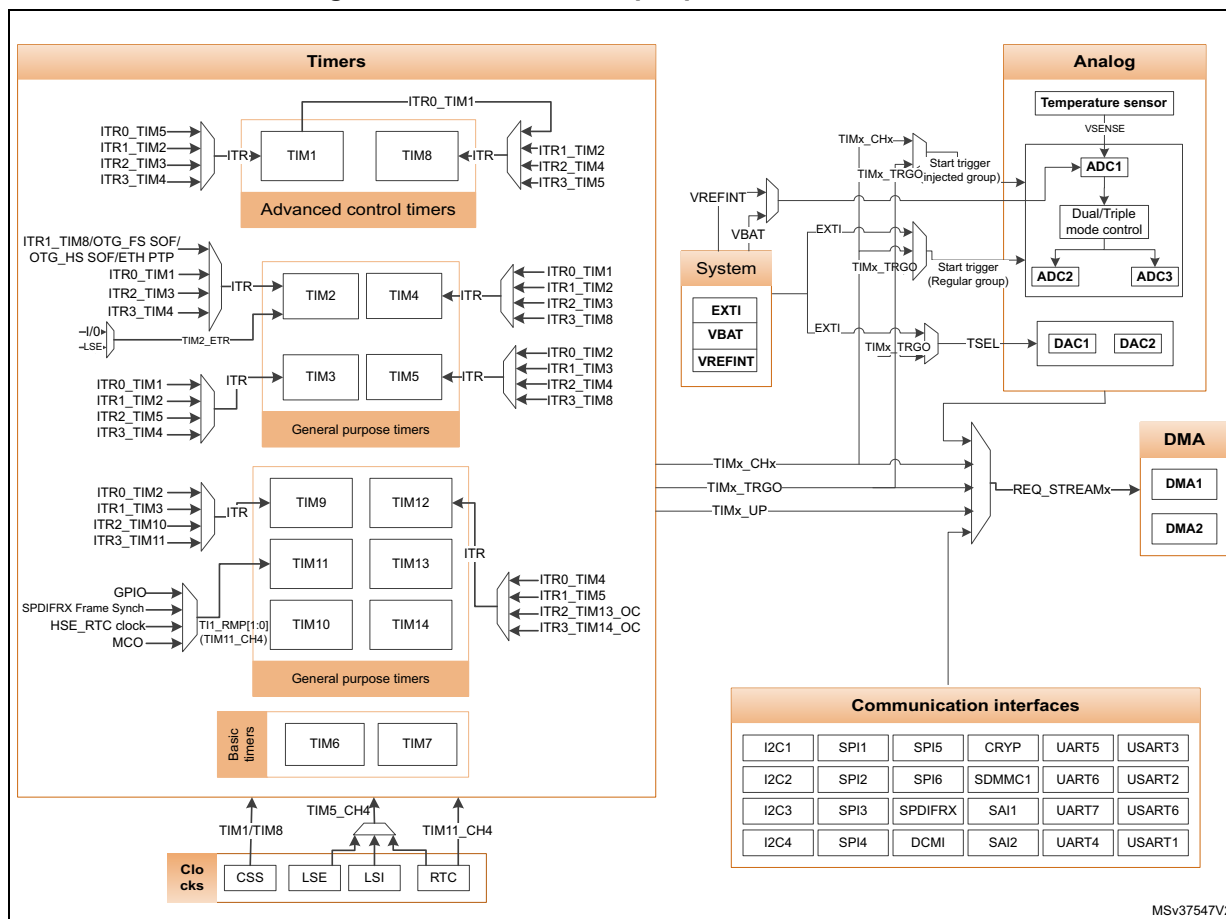 Timers
ITR0_TIM1
ITR0_TIM5
ITR1_TIM2
ITR2_TIM3
ITR3_TIM4
ITR
TIM1
TIM8
ITR
ITR1_TIM2
ITR2_TIM4
ITR3_TIM5
Advanced control timers
ITR1_TIM8/OTG_FS SOF/
OTG_HS SOF/ETH PTP
ITR0_TIM1
ITR2_TIM3
ITR3_TIM4
ITR
I/0
LSE
TIM2_ETR
TIM2
TIM4
ITR
ITR0_TIM1
ITR1_TIM2
ITR2_TIM3
ITR3_TIM8
ITR0_TIM1
ITR1_TIM2
ITR2_TIM5
ITR3_TIM4
ITR
TIM3
TIM5
ITR
ITR0_TIM2
ITR1_TIM3
ITR2_TIM4
ITR3_TIM8
General purpose timers
ITR0_TIM2
ITR1_TIM3
ITR2_TIM10
ITR3_TIM11
ITR
TIM9
TIM12
TIM11
TIM13
TIM10
TIM14
ITR
GPIO
SPDIFRX Frame Synch
HSE_RTC clock
MCO
TI1_RMP[1:0]
(TIM11_CH4)
ITR0_TIM4
ITR1_TIM5
ITR2_TIM13_OC
ITR3_TIM14_OC
General purpose timers
Basic
timers
TIM6
TIM7
TIM1/TIM8
TIM5_CH4
TIM11_CH4
Clo
cks
CSS
LSE
LSI
RTC
VREFINT
VBAT
System
EXTI
VBAT
VREFINT
TIMx_CHx
TIMx_TRGO
Start trigger
(injected group)
EXTI
TIMx_TRGO
Start trigger
(Regular group)
EXTI
TIMx_TRGO
TSEL
Analog
Temperature sensor
VSENSE
ADC1
Dual/Triple
mode control
ADC2
ADC3
DAC1
DAC2
TIMx_CHx
TIMx_TRGO
TIMx_UP
REQ_STREAMx
DMA
DMA1
DMA2
Communication interfaces
I2C1 SPI1 SPI5 CRYP UART5 USART3
I2C2 SPI2 SPI6 SDMMC1 UART6 USART2
I2C3 SPI3 SPDIFRX SAI1 UART7 USART6
I2C4 SPI4 DCMI SAI2 UART4 USART1